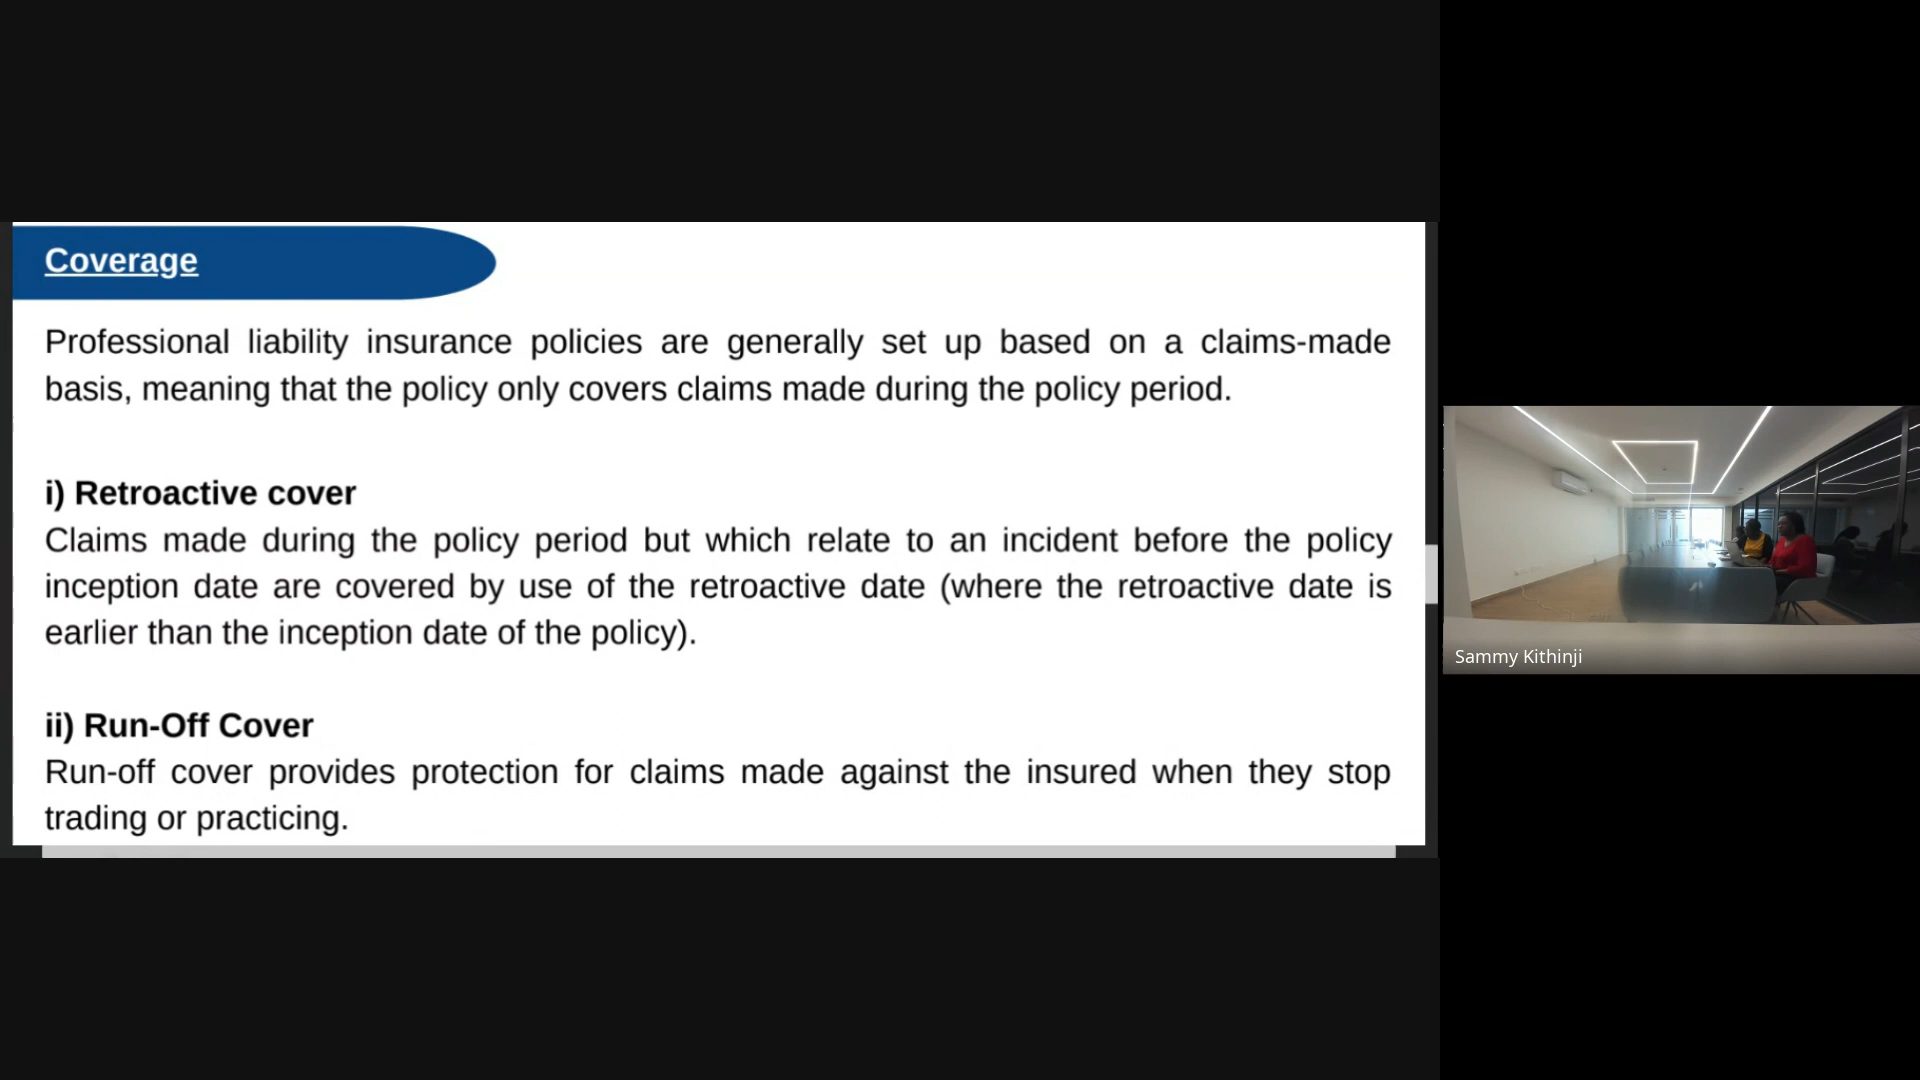 Coverage
Professional liability insurance policies are generally set up based on a claims-made
basis, meaning that the policy only covers claims made during the policy period.
i) Retroactive cover
Claims made during the policy period but which relate to an incident before the policy
inception date are covered by use of the retroactive date (where the retroactive date is
earlier than the inception date of the policy).
ii) Run-Off Cover
Run-off cover provides protection for claims made against the insured when they stop
trading or practicing.
Sammy Kithinji